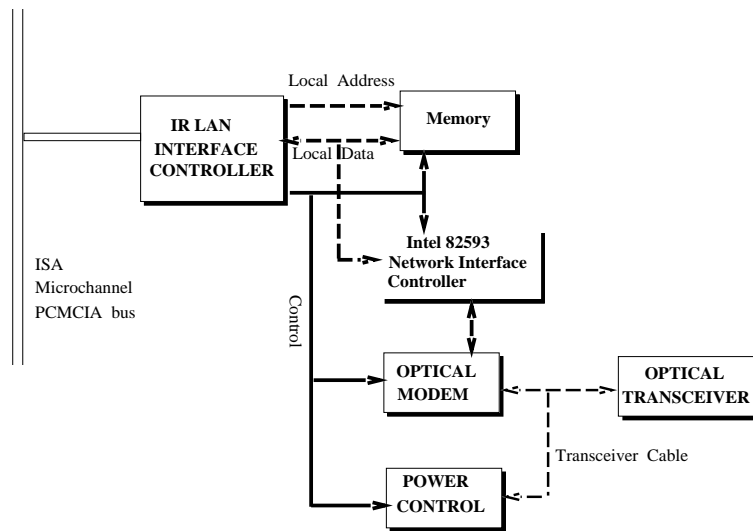 Local Address
IR LAN
INTERFACE
CONTROLLER
Memory
Local Data
ISA
Microchannel
PCMCIA bus
Intel 82593
Network Interface
Controller
Control
OPTICAL
MODEM
OPTICAL
TRANSCEIVER
Transceiver Cable
POWER
CONTROL